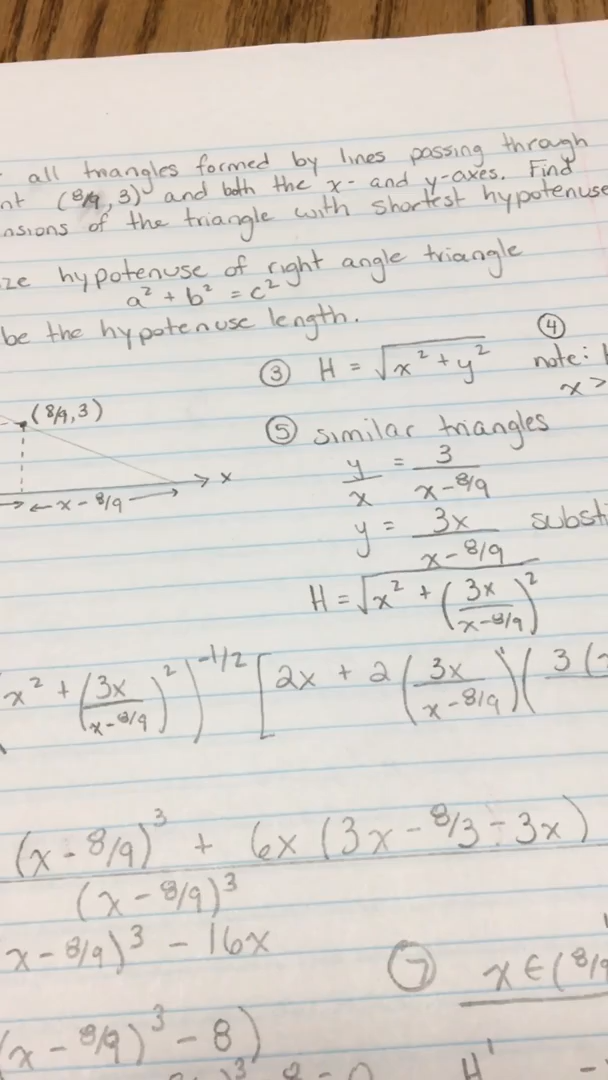 all triangles formed by lines passing through
(8/9, 3) and both the x- and y-axes. Find
of the triangle with shortest hypotenuse
hypotenuse of right angle triangle
a² + b² = c²
be the hypotenuse length.
③ H = √(x² + y²)
④
note:
x >
(8/9, 3)
x
x - 8/9
⑤ similar triangles
y/x = 3/(x - 8/9)
y = 3x/(x - 8/9)
H = √(x² + (3x/(x - 8/9))²)
x² + (3x/(x - 8/9))²)^(-1/2) [2x + 2(3x/(x - 8/9))(3(
(x - 8/9)³ + 6x(3x - 8/3 - 3x)
(x - 8/9)³
x - 8/9)³ - 16x
⑦ x ∈ (8/9
(x - 8/9)³ - 8)
H'